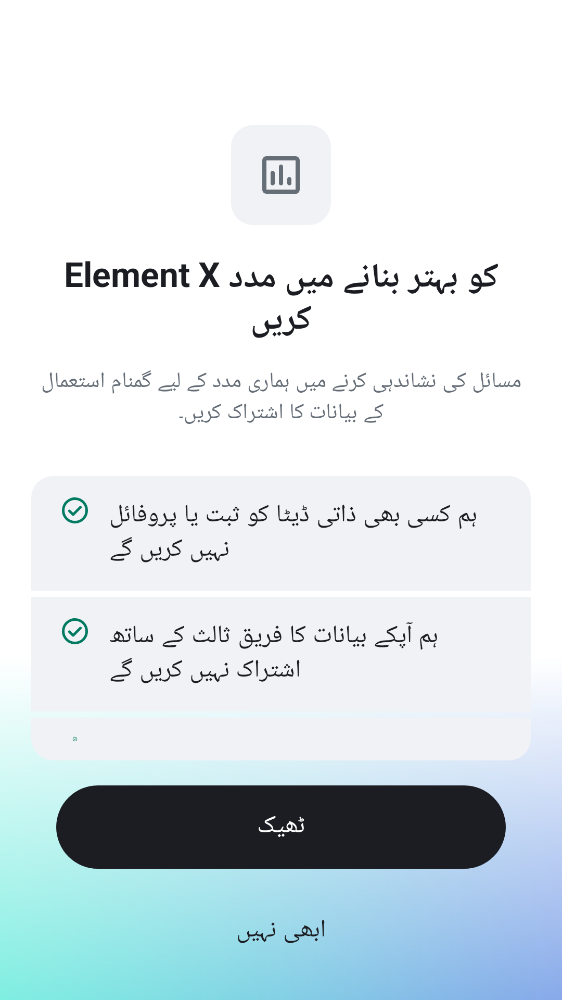 Element X کو بہتر بنانے میں مدد
کریں
مسائل کی نشاندہی کرنے میں ہماری مدد کے لیے گمنام استعمال
کے بیانات کا اشتراک کریں۔
ہم کسی بھی ذاتی ڈیٹا کو ثبت یا پروفائل
نہیں کریں گے
ہم آپکے بیانات کا فریق ثالث کے ساتھ
اشتراک نہیں کریں گے
ٹھیک
ابھی نہیں